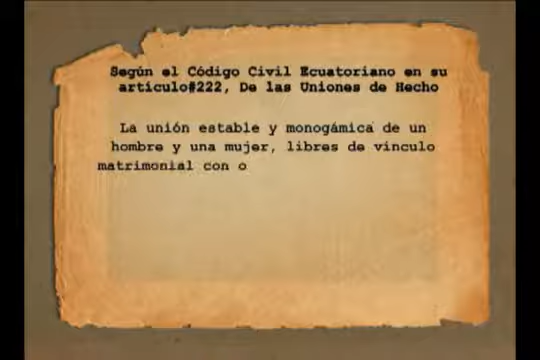 Según el Código Civil Ecuatoriano en su
artículo#222, De las Uniones de Hecho
La unión estable y monogámica de un
hombre y una mujer, libres de vínculo
matrimonial con o